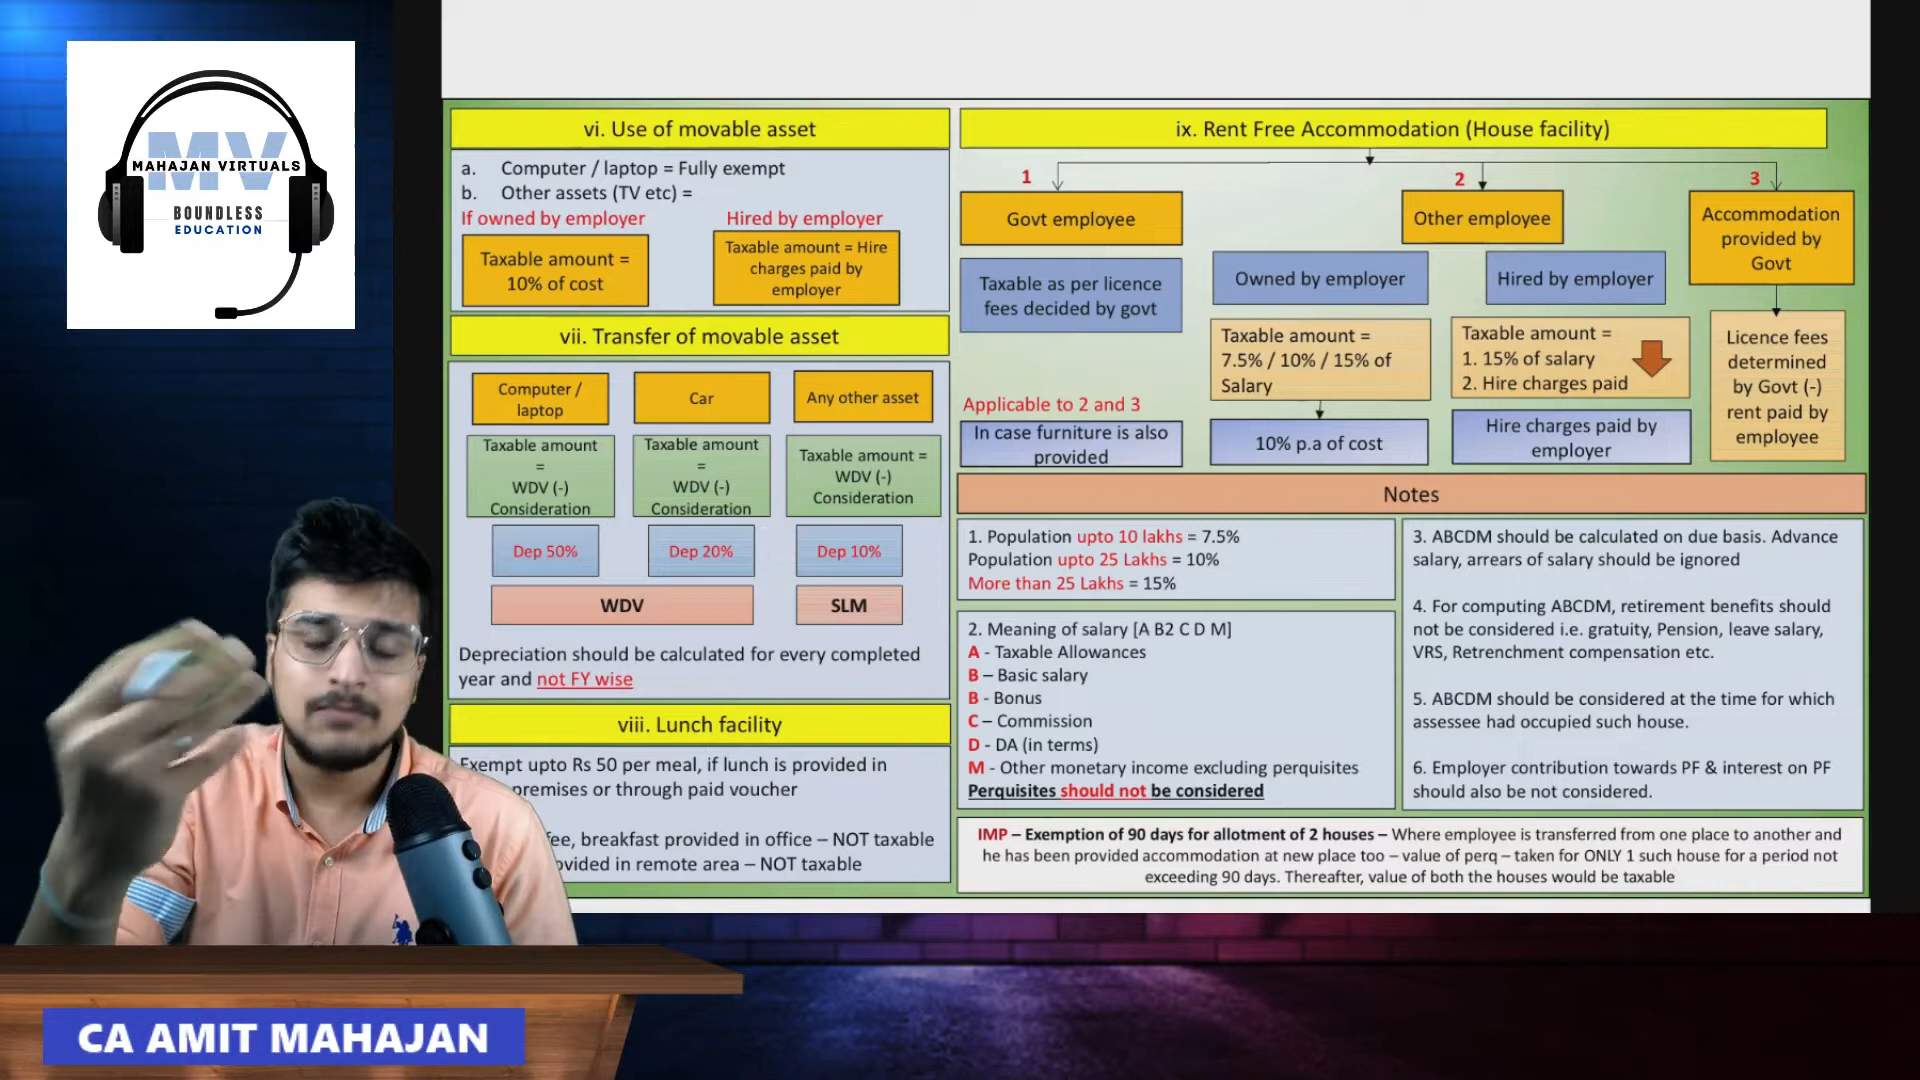 MV
MAHAJAN VIRTUALS
BOUNDLESS
EDUCATION
vi. Use of movable asset
a. Computer / laptop = Fully exempt
b. Other assets (TV etc) =
If owned by employer
Hired by employer
Taxable amount =
10% of cost
Taxable amount = Hire
charges paid by
employer
vii. Transfer of movable asset
Computer /
laptop
Car
Any other asset
Taxable amount
=
WDV (-)
Consideration
Taxable amount
=
WDV (-)
Consideration
Taxable amount =
WDV (-)
Consideration
Dep 50%
Dep 20%
Dep 10%
WDV
SLM
Depreciation should be calculated for every completed
year and not FY wise
viii. Lunch facility
Exempt upto Rs 50 per meal, if lunch is provided in
premises or through paid voucher
fee, breakfast provided in office – NOT taxable
ovided in remote area – NOT taxable
ix. Rent Free Accommodation (House facility)
1
2
3
Govt employee
Other employee
Accommodation
provided by
Govt
Taxable as per licence
fees decided by govt
Owned by employer
Hired by employer
Taxable amount =
7.5% / 10% / 15% of
Salary
Taxable amount =
1. 15% of salary
2. Hire charges paid
Licence fees
determined
by Govt (-)
rent paid by
employee
Applicable to 2 and 3
In case furniture is also
provided
10% p.a of cost
Hire charges paid by
employer
Notes
1. Population upto 10 lakhs = 7.5%
Population upto 25 Lakhs = 10%
More than 25 Lakhs = 15%
2. Meaning of salary [A B2 C D M]
A - Taxable Allowances
B – Basic salary
B - Bonus
C – Commission
D - DA (in terms)
M - Other monetary income excluding perquisites
Perquisites should not be considered
3. ABCDM should be calculated on due basis. Advance
salary, arrears of salary should be ignored
4. For computing ABCDM, retirement benefits should
not be considered i.e. gratuity, Pension, leave salary,
VRS, Retrenchment compensation etc.
5. ABCDM should be considered at the time for which
assessee had occupied such house.
6. Employer contribution towards PF & interest on PF
should also be not considered.
IMP – Exemption of 90 days for allotment of 2 houses – Where employee is transferred from one place to another and
he has been provided accommodation at new place too – value of perq – taken for ONLY 1 such house for a period not
exceeding 90 days. Thereafter, value of both the houses would be taxable
CA AMIT MAHAJAN